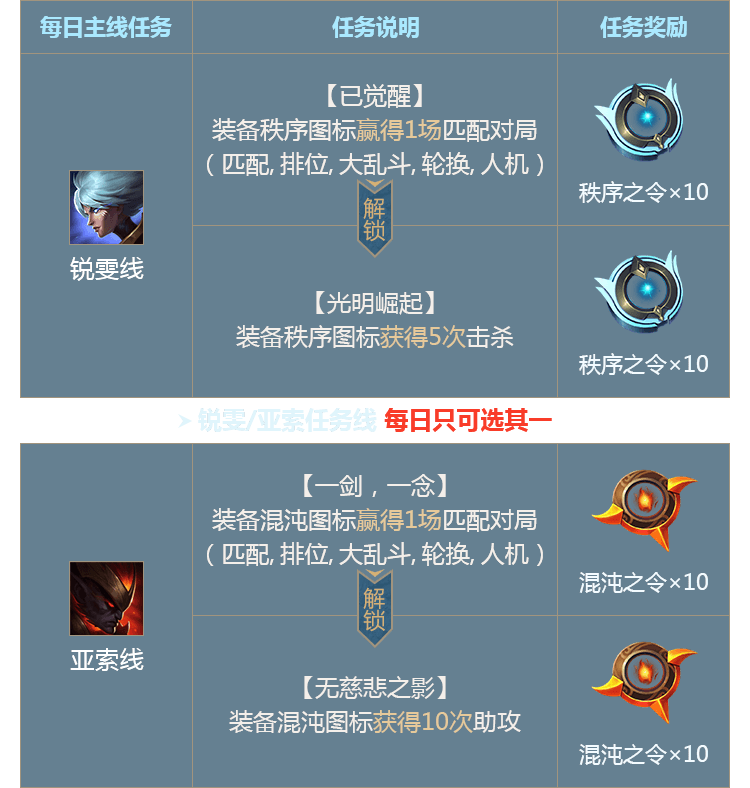 每日主线任务 任务说明 任务奖励
【已觉醒】
装备秩序图标赢得1场匹配对局
（匹配, 排位, 大乱斗, 轮换, 人机）
秩序之令×10
解锁
锐雯线
【光明崛起】
装备秩序图标获得5次击杀
秩序之令×10
➤ 锐雯/亚索任务线 每日只可选其一
【一剑，一念】
装备混沌图标赢得1场匹配对局
（匹配, 排位, 大乱斗, 轮换, 人机）
混沌之令×10
解锁
亚索线
【无慈悲之影】
装备混沌图标获得10次助攻
混沌之令×10